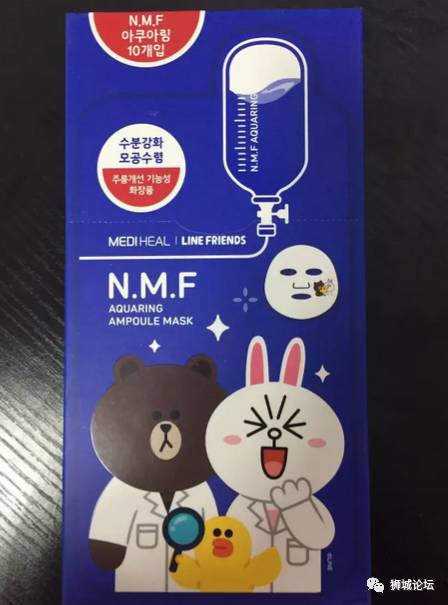 N.M.F
아쿠아링
10개입
N.M.F AQUARING
수분강화
모공수렴
주름개선 기능성
화장품
MEDIHEAL | LINE FRIENDS
N.M.F
AQUARING
AMPOULE MASK
©LINE
狮城论坛